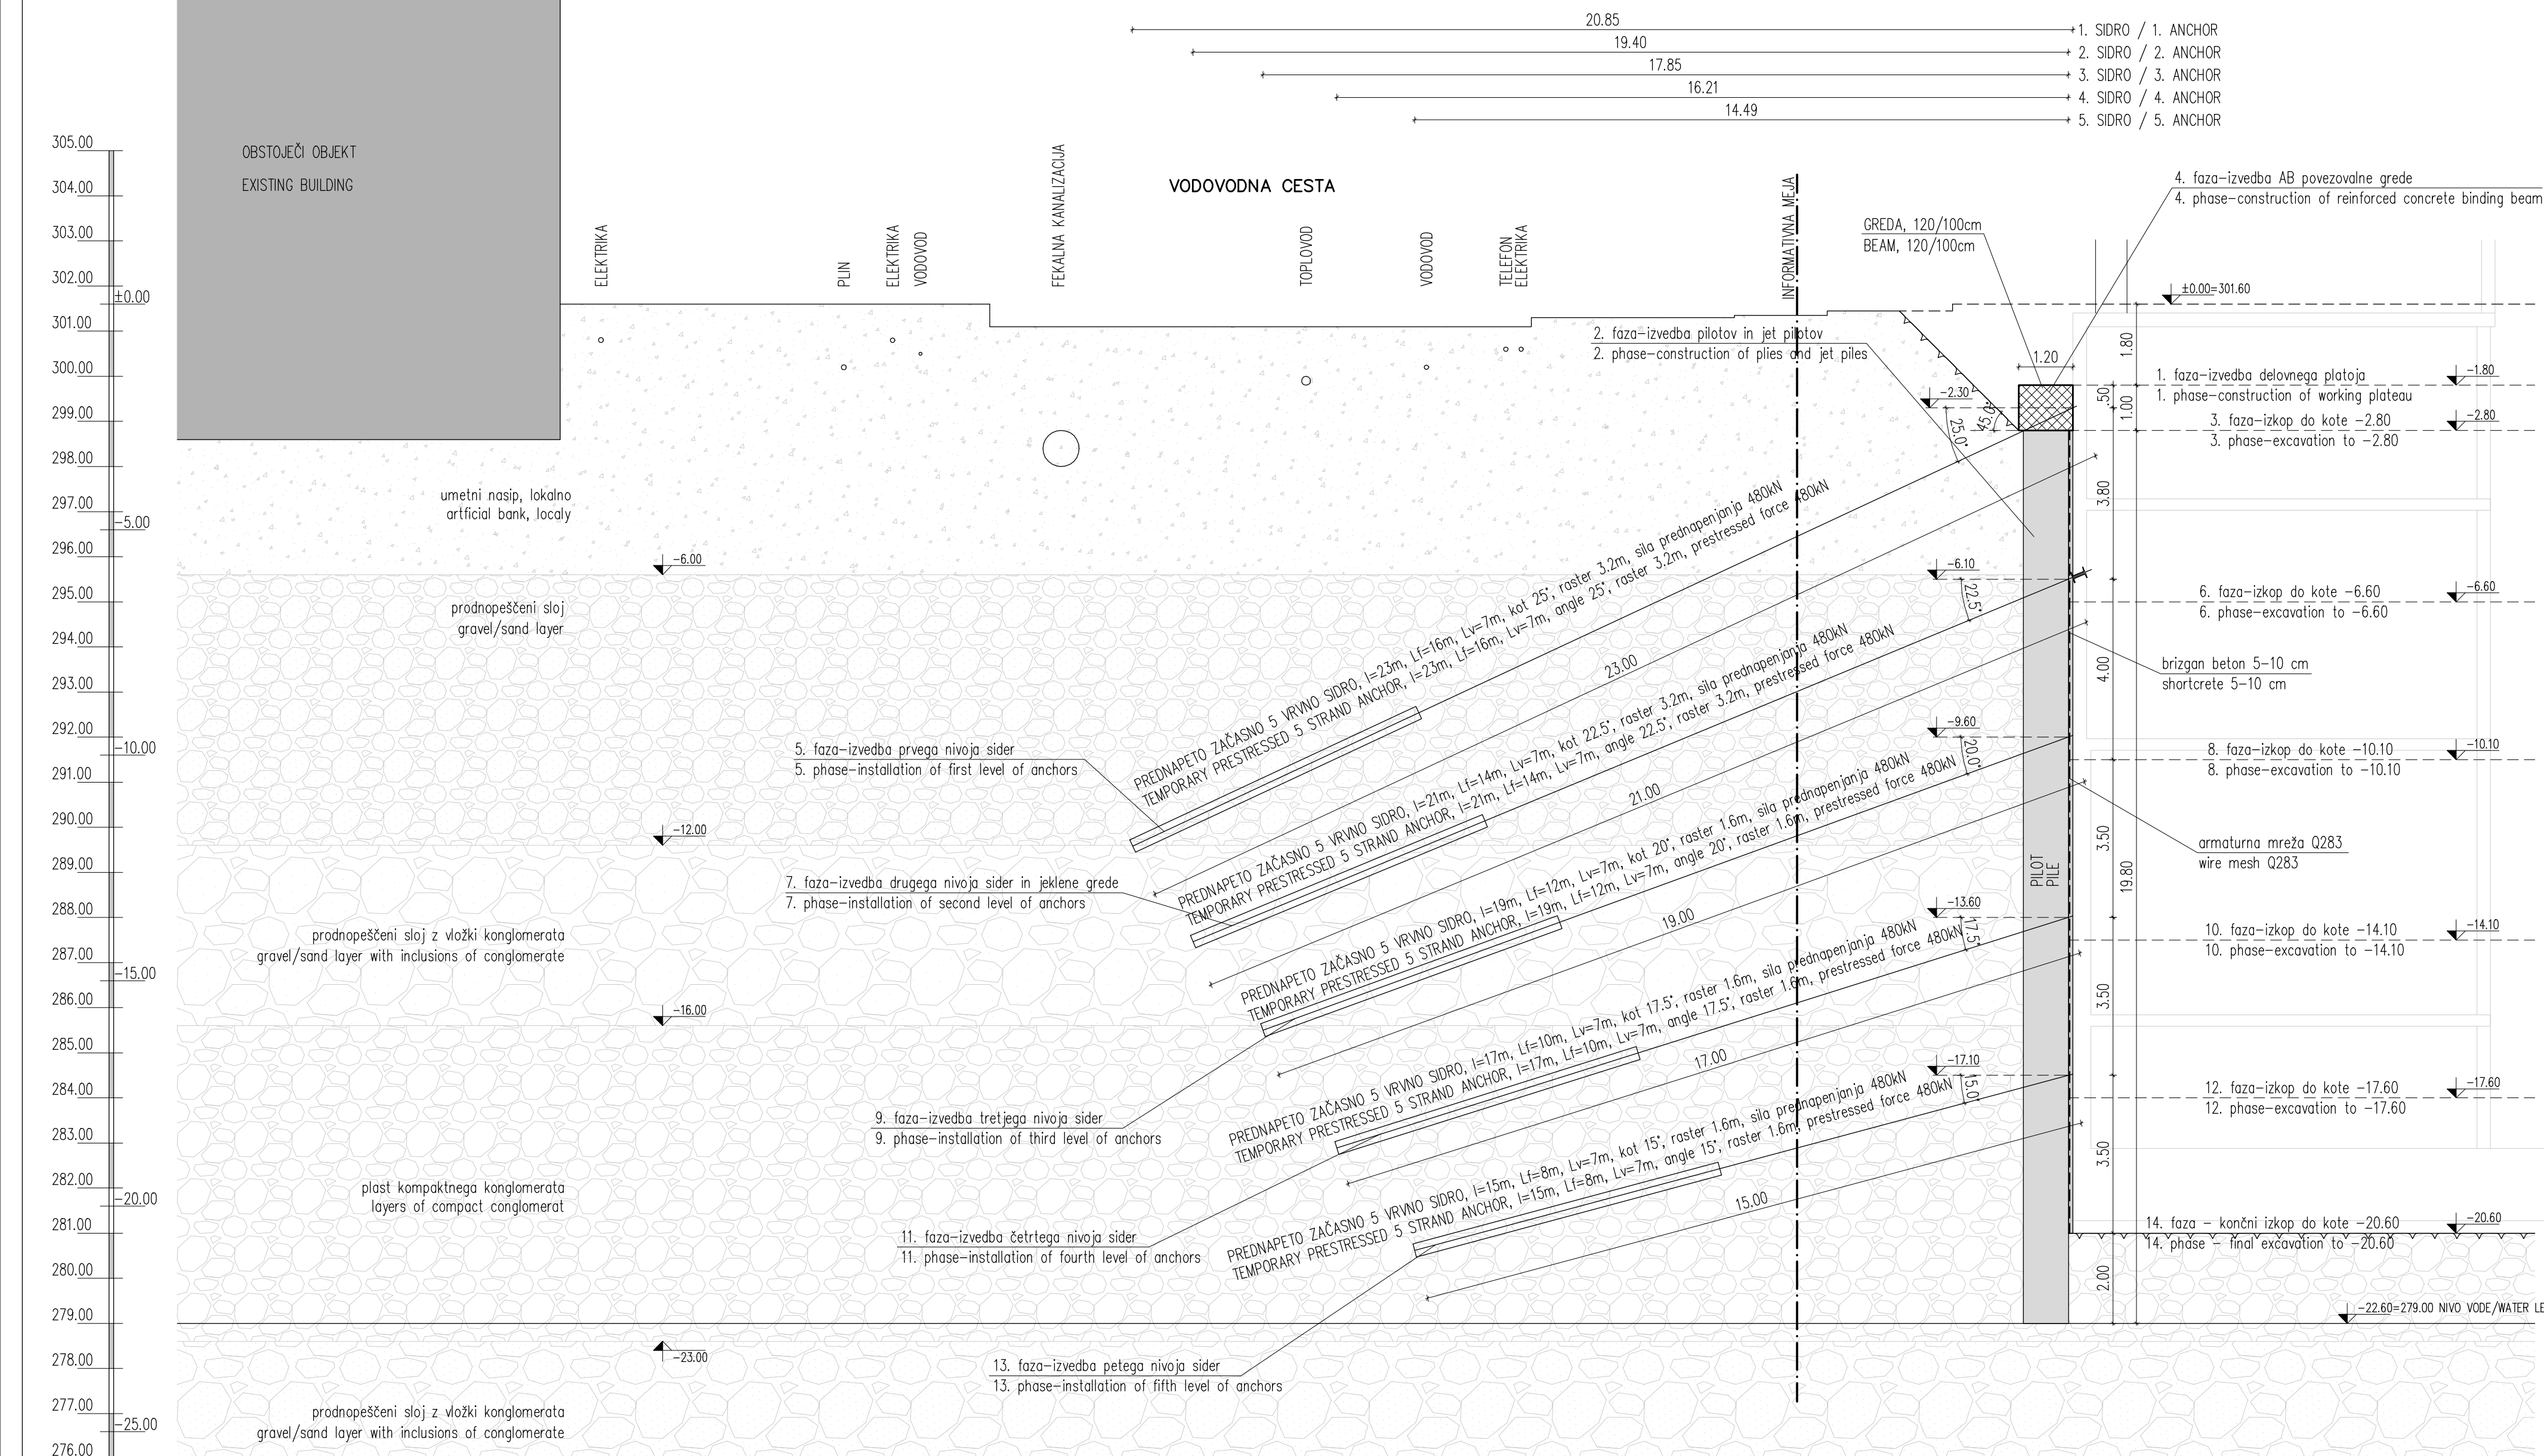 20.85
1. SIDRO / 1. ANCHOR
19.40
2. SIDRO / 2. ANCHOR
17.85
3. SIDRO / 3. ANCHOR
16.21
4. SIDRO / 4. ANCHOR
14.49
5. SIDRO / 5. ANCHOR
305.00
304.00
303.00
302.00
±0.00
301.00
300.00
299.00
298.00
297.00
-5.00
296.00
295.00
294.00
293.00
292.00
-10.00
291.00
290.00
289.00
288.00
287.00
-15.00
286.00
285.00
284.00
283.00
282.00
-20.00
281.00
280.00
279.00
278.00
277.00
-25.00
276.00
OBSTOJEČI OBJEKT
EXISTING BUILDING
ELEKTRIKA
PLIN
ELEKTRIKA
VODOVOD
FEKALNA KANALIZACIJA
VODOVODNA CESTA
TOPLOVOD
VODOVOD
TELEFON
ELEKTRIKA
INFORMATIVNA MEJA
GREDA, 120/100cm
BEAM, 120/100cm
4. faza-izvedba AB povezovalne grede
4. phase-construction of reinforced concrete binding beam
±0.00=301.60
2. faza-izvedba pilotov in jet pilotov
2. phase-construction of plies and jet piles
1.20
1.80
.50
1.00
-2.30
45.0°
25.0°
1. faza-izvedba delovnega platoja
1. phase-construction of working plateau
-1.80
3. faza-izkop do kote -2.80
3. phase-excavation to -2.80
-2.80
umetni nasip, lokalno
artficial bank, localy
-6.00
prodnopeščeni sloj
gravel/sand layer
-12.00
prodnopeščeni sloj z vložki konglomerata
gravel/sand layer with inclusions of conglomerate
-16.00
plast kompaktnega konglomerata
layers of compact conglomerat
-23.00
prodnopeščeni sloj z vložki konglomerata
gravel/sand layer with inclusions of conglomerate
PREDNAPETO ZAČASNO 5 VRVNO SIDRO, l=23m, Lf=16m, Lv=7m, kot 25°, raster 3.2m, sila prednapenjanja 480kN
TEMPORARY PRESTRESSED 5 STRAND ANCHOR, l=23m, Lf=16m, Lv=7m, angle 25°, raster 3.2m, prestressed force 480kN
23.00
5. faza-izvedba prvega nivoja sider
5. phase-installation of first level of anchors
PREDNAPETO ZAČASNO 5 VRVNO SIDRO, l=21m, Lf=14m, Lv=7m, kot 22.5°, raster 3.2m, sila prednapenjanja 480kN
TEMPORARY PRESTRESSED 5 STRAND ANCHOR, l=21m, Lf=14m, Lv=7m, angle 22.5°, raster 3.2m, prestressed force 480kN
21.00
7. faza-izvedba drugega nivoja sider in jeklene grede
7. phase-installation of second level of anchors
PREDNAPETO ZAČASNO 5 VRVNO SIDRO, l=19m, Lf=12m, Lv=7m, kot 20°, raster 1.6m, sila prednapenjanja 480kN
TEMPORARY PRESTRESSED 5 STRAND ANCHOR, l=19m, Lf=12m, Lv=7m, angle 20°, raster 1.6m, prestressed force 480kN
19.00
9. faza-izvedba tretjega nivoja sider
9. phase-installation of third level of anchors
PREDNAPETO ZAČASNO 5 VRVNO SIDRO, l=17m, Lf=10m, Lv=7m, kot 17.5°, raster 1.6m, sila prednapenjanja 480kN
TEMPORARY PRESTRESSED 5 STRAND ANCHOR, l=17m, Lf=10m, Lv=7m, angle 17.5°, raster 1.6m, prestressed force 480kN
17.00
11. faza-izvedba četrtega nivoja sider
11. phase-installation of fourth level of anchors
PREDNAPETO ZAČASNO 5 VRVNO SIDRO, l=15m, Lf=8m, Lv=7m, kot 15°, raster 1.6m, sila prednapenjanja 480kN
TEMPORARY PRESTRESSED 5 STRAND ANCHOR, l=15m, Lf=8m, Lv=7m, angle 15°, raster 1.6m, prestressed force 480kN
15.00
13. faza-izvedba petega nivoja sider
13. phase-installation of fifth level of anchors
-6.10
22.5°
-9.60
20.0°
-13.60
17.5°
-17.10
15.0°
PILOT
PILE
3.80
4.00
3.50
19.80
3.50
3.50
2.00
6. faza-izkop do kote -6.60
6. phase-excavation to -6.60
-6.60
brizgan beton 5-10 cm
shortcrete 5-10 cm
8. faza-izkop do kote -10.10
8. phase-excavation to -10.10
-10.10
armaturna mreža Q283
wire mesh Q283
10. faza-izkop do kote -14.10
10. phase-excavation to -14.10
-14.10
12. faza-izkop do kote -17.60
12. phase-excavation to -17.60
-17.60
14. faza - končni izkop do kote -20.60
14. phase - final excavation to -20.60
-20.60
-22.60=279.00 NIVO VODE/WATER LE